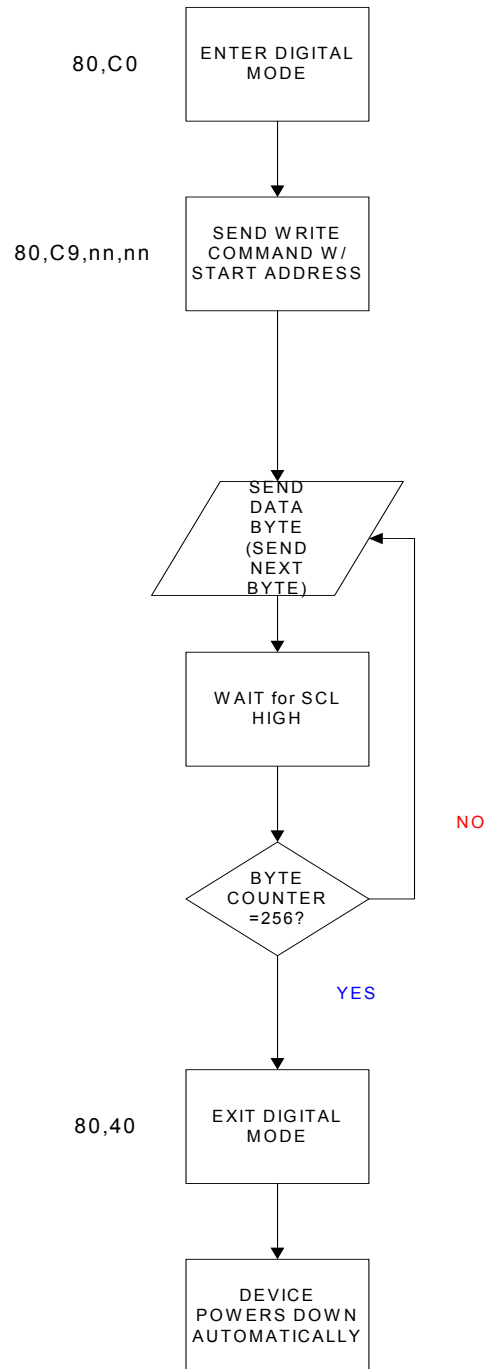 80,C0
ENTER DIGITAL
MODE
80,C9,nn,nn
SEND WRITE
COMMAND W/
START ADDRESS
SEND
DATA
BYTE
(SEND
NEXT
BYTE)
WAIT for SCL
HIGH
NO
BYTE
COUNTER
=256?
YES
80,40
EXIT DIGITAL
MODE
DEVICE
POWERS DOWN
AUTOMATICALLY